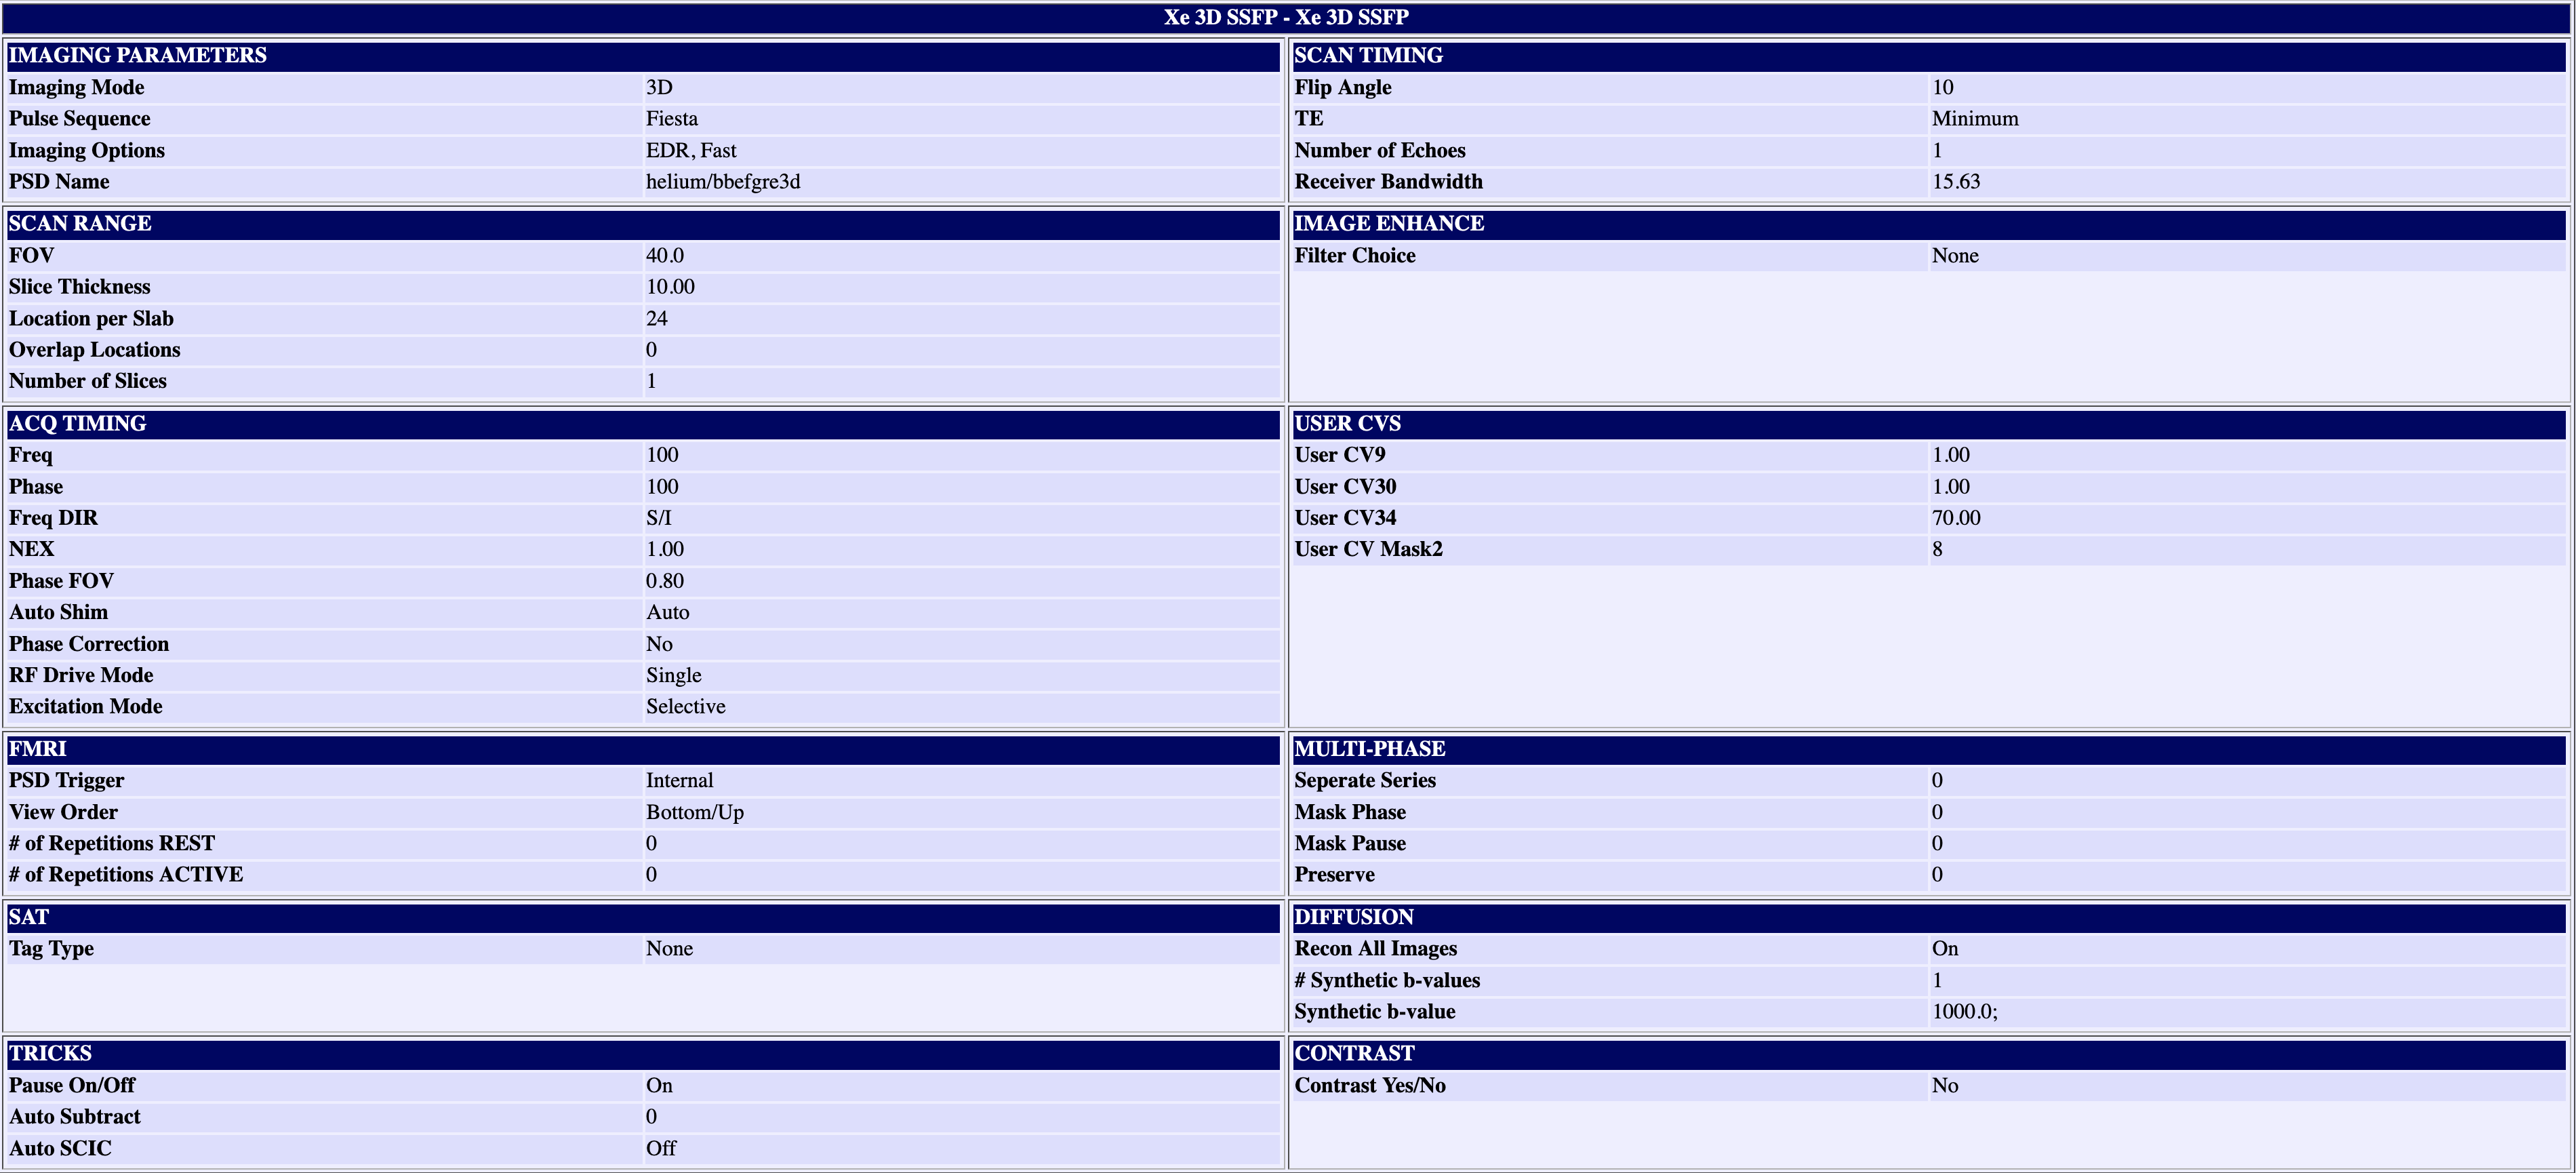 Xe 3D SSFP - Xe 3D SSFP
IMAGING PARAMETERS
Imaging Mode 3D
Pulse Sequence Fiesta
Imaging Options EDR, Fast
PSD Name helium/bbefgre3d
SCAN TIMING
Flip Angle 10
TE Minimum
Number of Echoes 1
Receiver Bandwidth 15.63
SCAN RANGE
FOV 40.0
Slice Thickness 10.00
Location per Slab 24
Overlap Locations 0
Number of Slices 1
IMAGE ENHANCE
Filter Choice None
ACQ TIMING
Freq 100
Phase 100
Freq DIR S/I
NEX 1.00
Phase FOV 0.80
Auto Shim Auto
Phase Correction No
RF Drive Mode Single
Excitation Mode Selective
USER CVS
User CV9 1.00
User CV30 1.00
User CV34 70.00
User CV Mask2 8
FMRI
PSD Trigger Internal
View Order Bottom/Up
# of Repetitions REST 0
# of Repetitions ACTIVE 0
MULTI-PHASE
Seperate Series 0
Mask Phase 0
Mask Pause 0
Preserve 0
SAT
Tag Type None
DIFFUSION
Recon All Images On
# Synthetic b-values 1
Synthetic b-value 1000.0;
TRICKS
Pause On/Off On
Auto Subtract 0
Auto SCIC Off
CONTRAST
Contrast Yes/No No